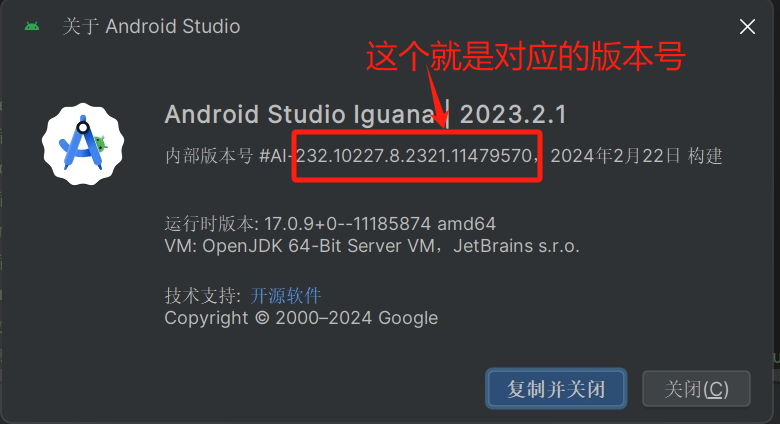 关于 Android Studio
这个就是对应的版本号
Android Studio Iguana | 2023.2.1
内部版本号 #AI-232.10227.8.2321.11479570，2024年2月22日 构建
运行时版本: 17.0.9+0--11185874 amd64
VM: OpenJDK 64-Bit Server VM，JetBrains s.r.o.
技术支持: 开源软件
Copyright © 2000–2024 Google
复制并关闭
关闭(C)